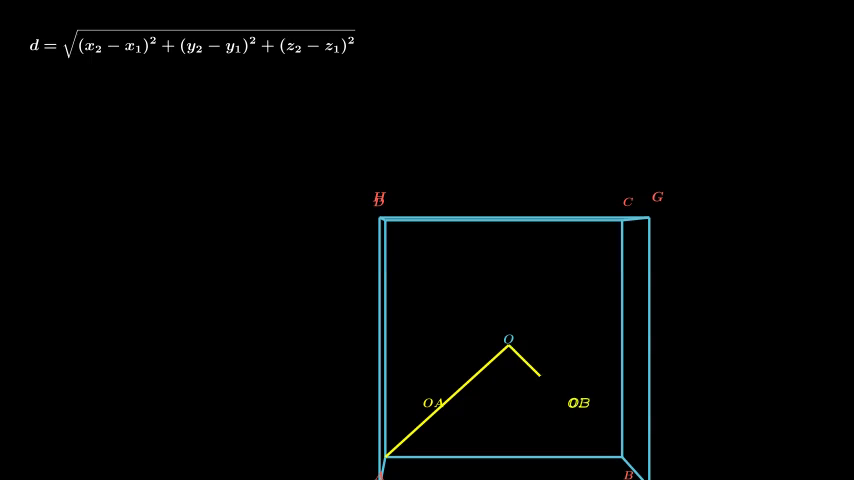 d = √(x₂ − x₁)² + (y₂ − y₁)² + (z₂ − z₁)²
H
D
C
G
O
OA
OB
A
B